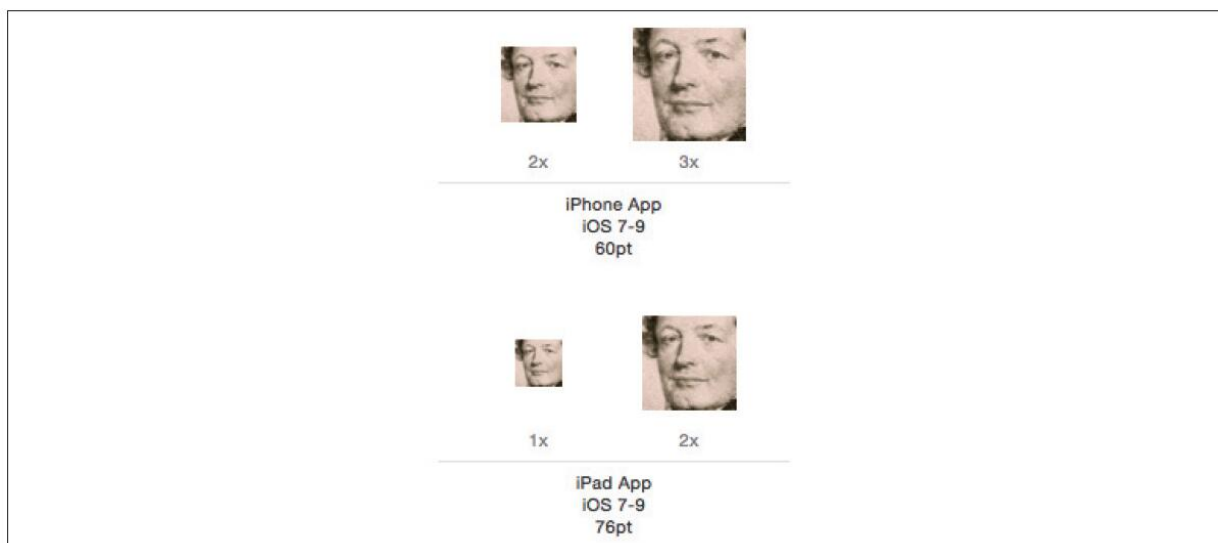 2x 3x
iPhone App
iOS 7-9
60pt
1x 2x
iPad App
iOS 7-9
76pt